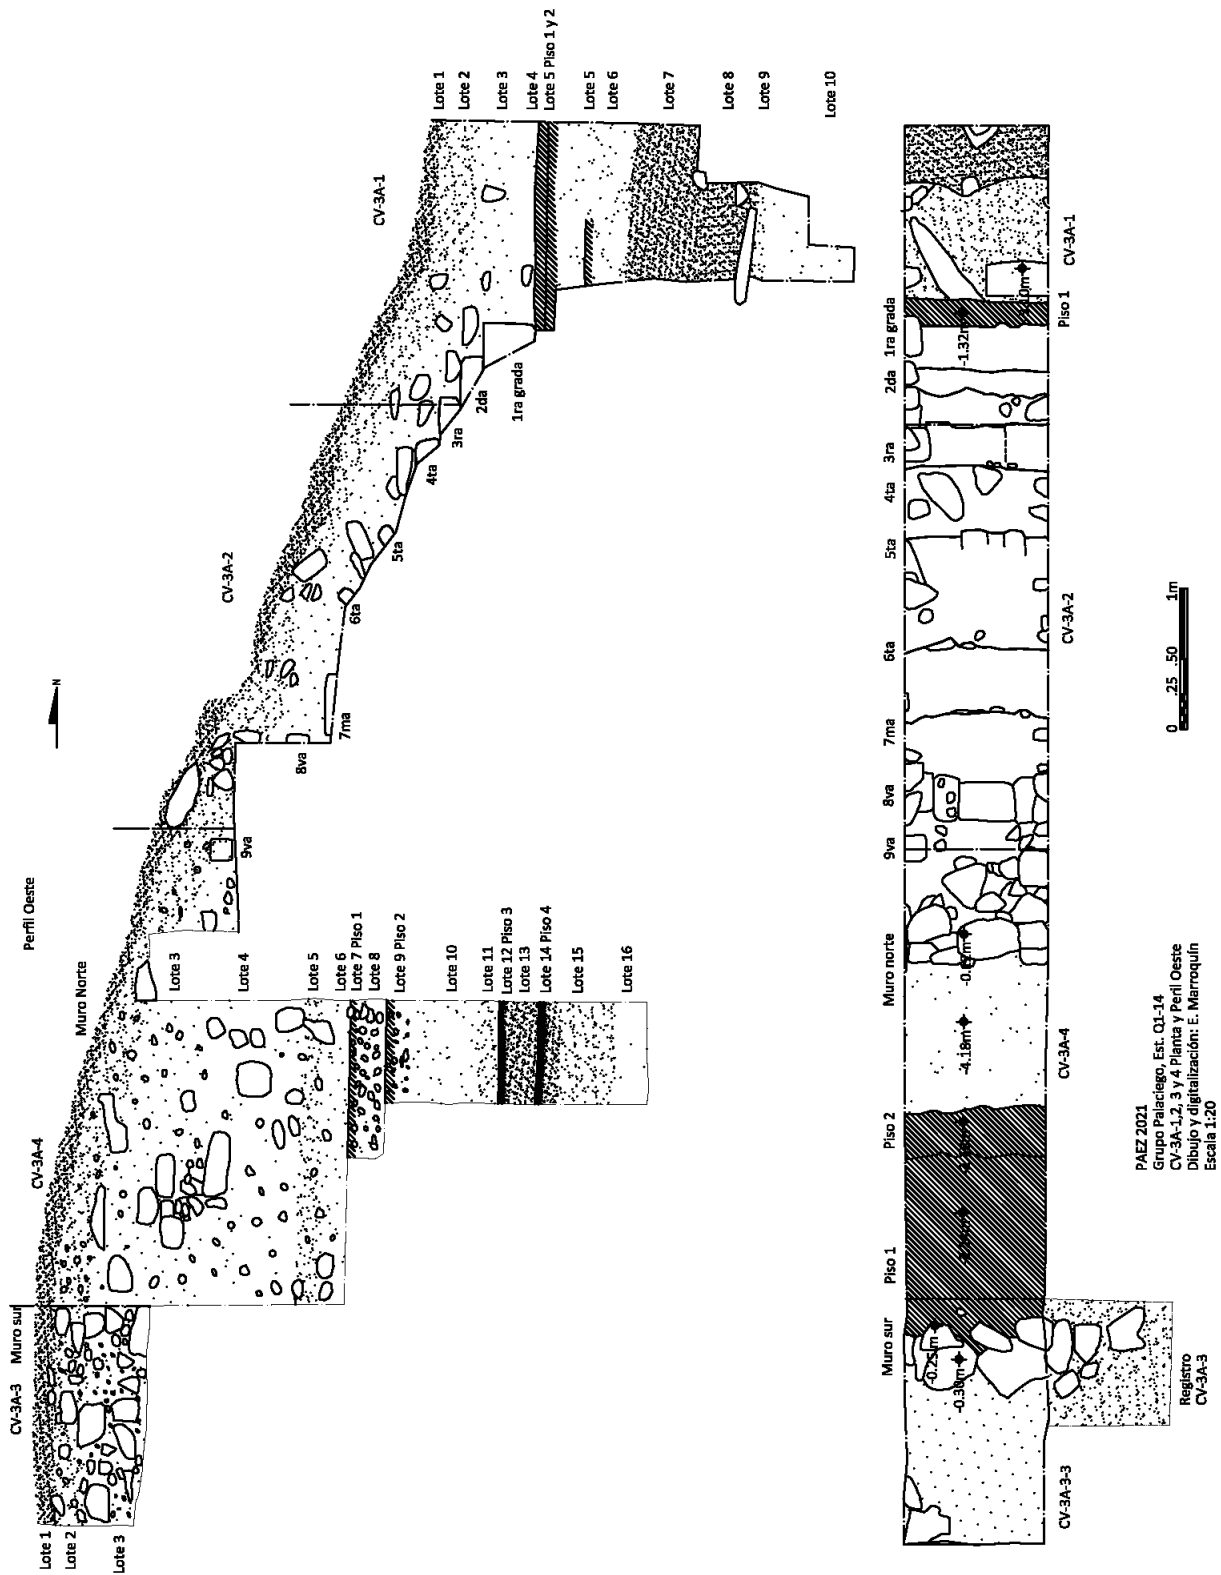 Perfil Oeste
N
CV-3A-3
Muro sur
CV-3A-4
Muro Norte
CV-3A-2
CV-3A-1
Lote 1
Lote 2
Lote 3
Lote 3
Lote 4
Lote 5
Lote 6
Lote 7 Piso 1
Lote 8
Lote 9 Piso 2
Lote 10
Lote 11
Lote 12 Piso 3
Lote 13
Lote 14 Piso 4
Lote 15
Lote 16
9va
8va
7ma
6ta
5ta
4ta
3ra
2da
1ra grada
Lote 1
Lote 2
Lote 3
Lote 4
Lote 5 Piso 1 y 2
Lote 5
Lote 6
Lote 7
Lote 8
Lote 9
Lote 10
Muro sur
Piso 1
Piso 2
Muro norte
9va
8va
7ma
6ta
5ta
4ta
3ra
2da
1ra grada
-0.25m
-0.30m
-4.18m
-1.32m
CV-3A-3-3
Registro
CV-3A-3
CV-3A-4
CV-3A-2
Piso 1
CV-3A-1
0 .25 .50 1m
PAEZ 2021
Grupo Palaciego, Est. Q1-14
CV-3A-1,2, 3 y 4 Planta y Peril Oeste
Dibujo y digitalización: E. Marroquín
Escala 1:20